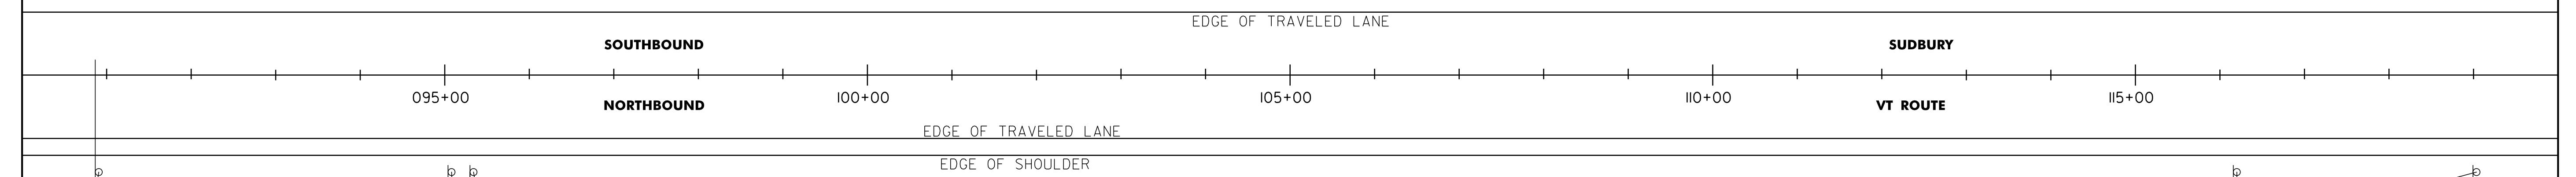 EDGE OF TRAVELED LANE
SOUTHBOUND SUDBURY
095+00 100+00 105+00 110+00 115+00
NORTHBOUND VT ROUTE
EDGE OF TRAVELED LANE
EDGE OF SHOULDER